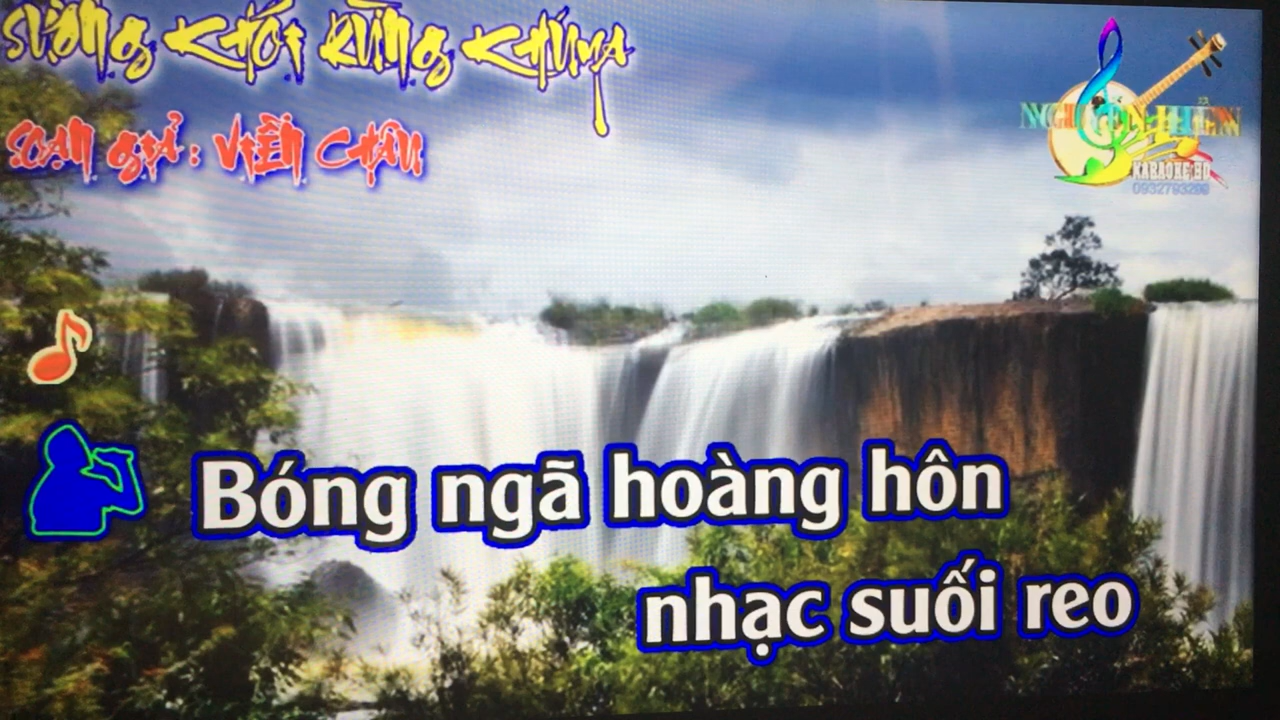 SƯƠNG KHÓI RỪNG KHUYA
SOẠN GIẢ : VIỄN CHÂU
KARAOKE HD
Bóng ngã hoàng hôn
nhạc suối reo